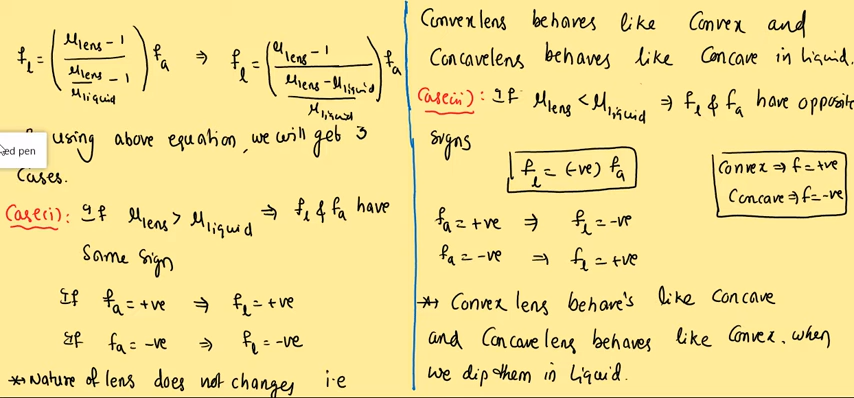 f_l = ( (μ_lens - 1) / (μ_lens/μ_liquid - 1) ) f_a ⇒ f_l = ( (μ_lens - 1) / ((μ_lens - μ_liquid)/μ_liquid) ) f_a
using above equation, we will get 3
ed pen
Cases.
Case(i): If μ_lens > μ_liquid ⇒ f_l & f_a have
Same sign
If f_a = +ve ⇒ f_l = +ve
If f_a = -ve ⇒ f_l = -ve
** Nature of lens does not changes i.e
Convex lens behaves like Convex and
Concavelens behaves like Concave in liquid.
Case(ii): If μ_lens < μ_liquid ⇒ f_l & f_a have opposite
signs
f_l = (-ve) f_a
Convex ⇒ f = +ve
Concave ⇒ f = -ve
f_a = +ve ⇒ f_l = -ve
f_a = -ve ⇒ f_l = +ve
** Convex lens behave's like Concave
and Concave lens behaves like Convex. when
we dip them in liquid.